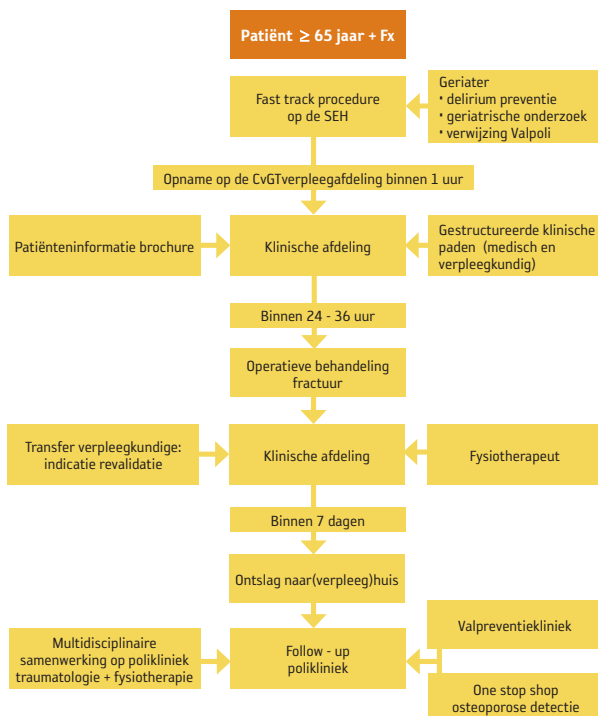 Patiënt ≥ 65 jaar + Fx
Fast track procedure
op de SEH
Geriater
• delirium preventie
• geriatrische onderzoek
• verwijzing Valpoli
Opname op de CvGTverpleegafdeling binnen 1 uur
Patiënteninformatie brochure
Klinische afdeling
Gestructureerde klinische
paden (medisch en
verpleegkundig)
Binnen 24 - 36 uur
Operatieve behandeling
fractuur
Transfer verpleegkundige:
indicatie revalidatie
Klinische afdeling
Fysiotherapeut
Binnen 7 dagen
Ontslag naar(verpleeg)huis
Multidisciplinaire
samenwerking op polikliniek
traumatologie + fysiotherapie
Follow - up
polikliniek
Valpreventiekliniek
One stop shop
osteoporose detectie